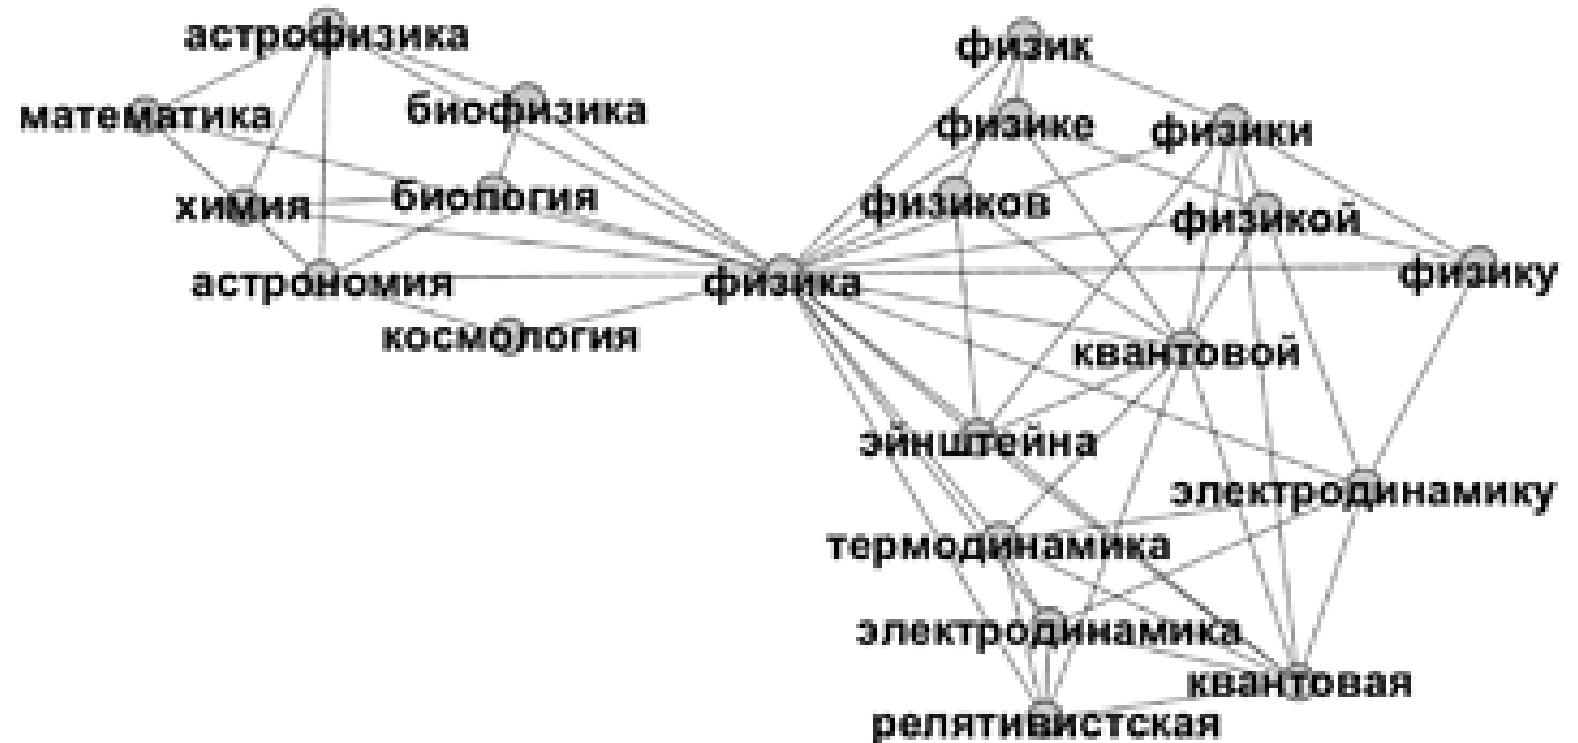 астрофизика
математика
биофизика
химия
биология
астрономия
космология
физика
физик
физике
физики
физиков
физикой
физику
квантовой
эйнштейна
электродинамику
термодинамика
электродинамика
квантовая
релятивистская